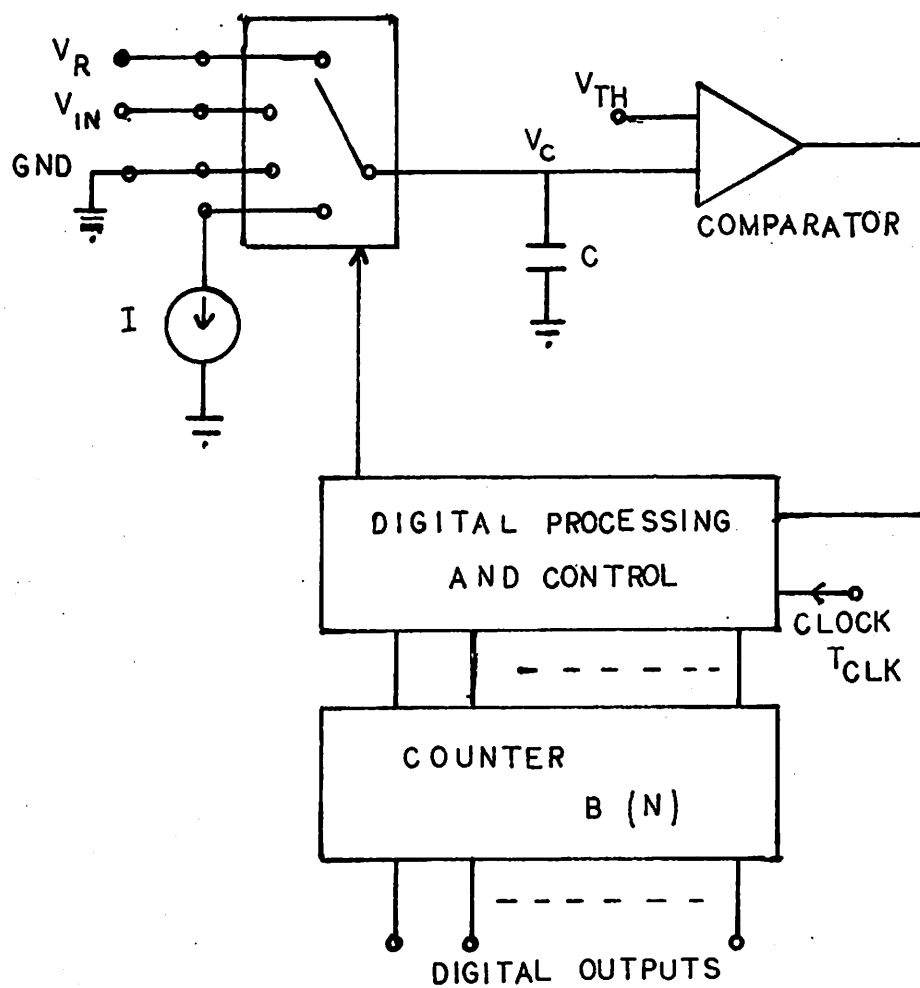 V_R
V_IN
GND
I
V_TH
V_C
C
COMPARATOR
DIGITAL PROCESSING
AND CONTROL
CLOCK
T_CLK
COUNTER
B (N)
DIGITAL OUTPUTS